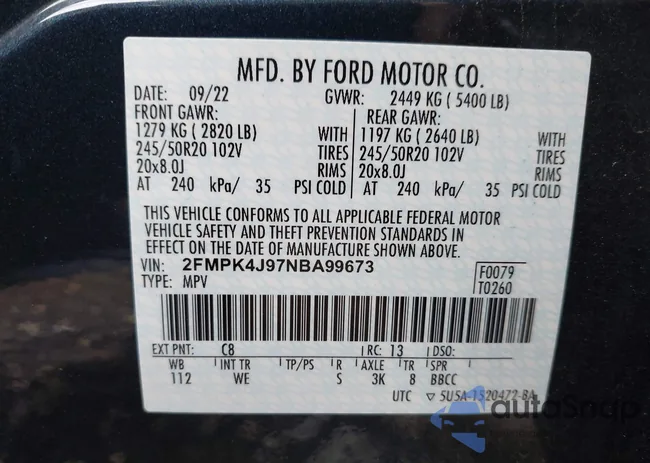 MFD. BY FORD MOTOR CO.
DATE: 09/22 GVWR: 2449 KG ( 5400 LB)
FRONT GAWR: REAR GAWR:
1279 KG ( 2820 LB) WITH 1197 KG ( 2640 LB) WITH
245/50R20 102V TIRES 245/50R20 102V TIRES
20x8.0J RIMS 20x8.0J RIMS
AT 240 kPa/ 35 PSI COLD AT 240 kPa/ 35 PSI COLD
THIS VEHICLE CONFORMS TO ALL APPLICABLE FEDERAL MOTOR
VEHICLE SAFETY AND THEFT PREVENTION STANDARDS
IN EFFECT ON THE DATE OF MANUFACTURE SHOWN ABOVE.
VIN: 2FMPK4J97NBA99673 F0079
TYPE: MPV T0260
EXT PNT: C8 RC: 13 DSO:
WB INT TR TP/PS R AXLE TR SPR
112 WE S 3K 8 BBCC
UTC ▽ 5U5A-1520472-BA
autoSnap